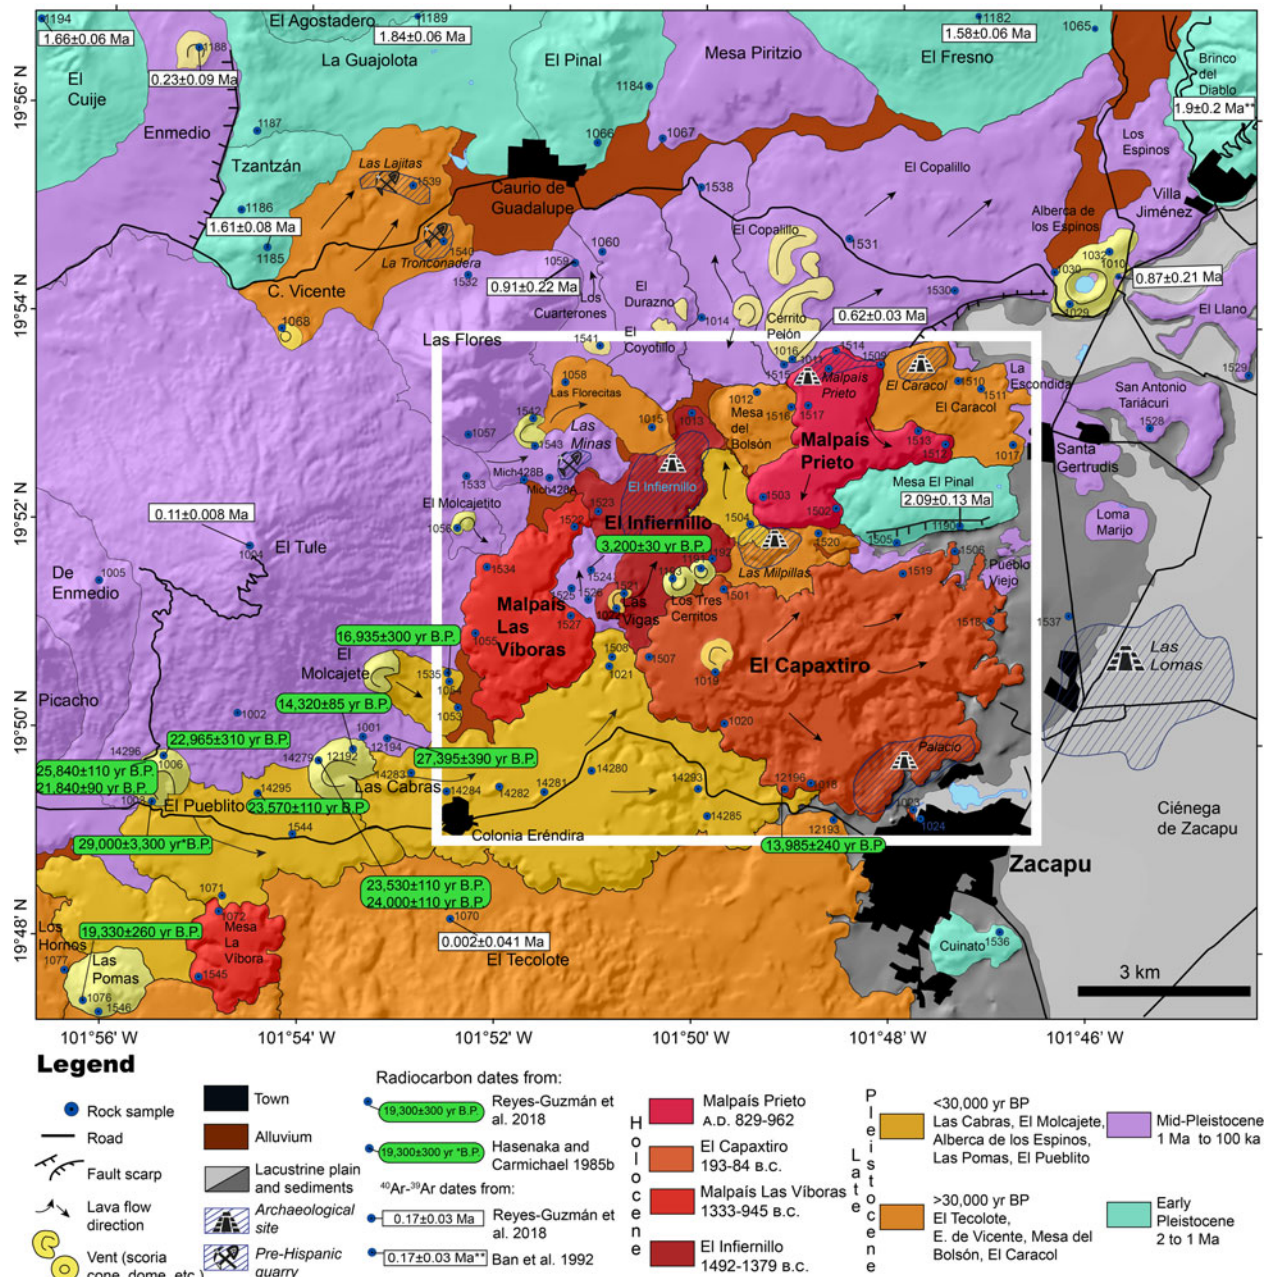 1194
1.66±0.06 Ma
El Agostadero
1189
1.84±0.06 Ma
La Guajolota
1182
1.58±0.06 Ma
1065
El Fresno
Mesa Piritzio
El Pinal
1188
0.23±0.09 Ma
El
Cuije
Enmedio
1184
Brinco
del
Diablo
1.9±0.2 Ma**
1187
1066
1067
Los
Espinos
Tzantzán
Las Lajitas
1539
El Copalillo
1186
1.61±0.08 Ma
1185
Caurio de
Guadalupe
1538
Villa
Jiménez
Alberca de
los Espinos
1540
La Tronconadera
1532
1060
1059
0.91±0.22 Ma
El Copalillo
1531
1032
1010
1030
0.87±0.21 Ma
C. Vicente
1068
Los
Cuarterones
El
Durazno
1530
1029
El Llano
1014
Cerrito
Pelón
0.62±0.03 Ma
Las Flores
1541
El
Coyotillo
1016
1011
1514
1509
1515
Malpaís
Prieto
El Caracol
La
Escondida
1529
1058
Las Florecitas
1510
1511
San Antonio
Tariácuri
1528
1012
1516
1517
El Caracol
1542
1015
1013
Mesa
del
Bolsón
1057
1543
Las
Minas
Malpaís
Prieto
1513
1512
1017
Santa
Gertrudis
Mich428B
Mich428A
1533
El Infiernillo
Mesa El Pinal
2.09±0.13 Ma
El Molcajetito
1056
1523
1522
El Infiernillo
1503
1502
1504
1190
Loma
Marijo
0.11±0.008 Ma
1004
El Tule
3,200±30 yr B.P.
1520
1505
1506
De
Enmedio
1005
1534
1524
1193
1191
192
Las Milpillas
1519
Pueblo
Viejo
1525
1526
1521
Las
Vigas
Los Tres
Cerritos
1501
Malpaís
Las
Víboras
1527
1518
1537
Las
Lomas
16,935±300 yr B.P.
1055
El
Molcajete
1535
1054
1053
1508
1021
1507
1019
El Capaxtiro
Picacho
14,320±85 yr B.P.
1002
1001
1020
14296
22,965±310 yr B.P.
1006
14279
12192
12194
27,395±390 yr B.P.
Palacio
25,840±110 yr B.P.
21,840±90 yr B.P.
14295
14283
14284
14282
14281
14280
14293
12196
1018
Las Cabras
El Pueblito
23,570±110 yr B.P.
1023
1024
Ciénega
de Zacapu
1544
Colonia Eréndira
14285
12193
29,000±3,300 yr*B.P.
13,985±240 yr B.P.
Zacapu
1071
1072
23,530±110 yr B.P.
24,000±110 yr B.P.
1070
0.002±0.041 Ma
El Tecolote
Los
Hornos
1077
19,330±260 yr B.P.
Mesa
La
Víbora
Las
Pomas
1545
Cuinato
1536
1076
1546
3 km
19°56' N
19°54' N
19°52' N
19°50' N
19°48' N
101°56' W
101°54' W
101°52' W
101°50' W
101°48' W
101°46' W
Legend
Rock sample
Road
Fault scarp
Lava flow
direction
Vent (scoria
cone, dome, etc.)
Town
Alluvium
Lacustrine plain
and sediments
Archaeological
site
Pre-Hispanic
quarry
Radiocarbon dates from:
19,300±300 yr B.P.
Reyes-Guzmán et
al. 2018
19,300±300 yr *B.P.
Hasenaka and
Carmichael 1985b
40Ar-39Ar dates from:
0.17±0.03 Ma
Reyes-Guzmán et
al. 2018
0.17±0.03 Ma**
Ban et al. 1992
Holocene
Malpaís Prieto
A.D. 829-962
El Capaxtiro
193-84 B.C.
Malpaís Las Víboras
1333-945 B.C.
El Infiernillo
1492-1379 B.C.
Pleistocene
Late
<30,000 yr BP
Las Cabras, El Molcajete,
Alberca de los Espinos,
Las Pomas, El Pueblito
>30,000 yr BP
El Tecolote,
E. de Vicente, Mesa del
Bolsón, El Caracol
Mid-Pleistocene
1 Ma to 100 ka
Early
Pleistocene
2 to 1 Ma